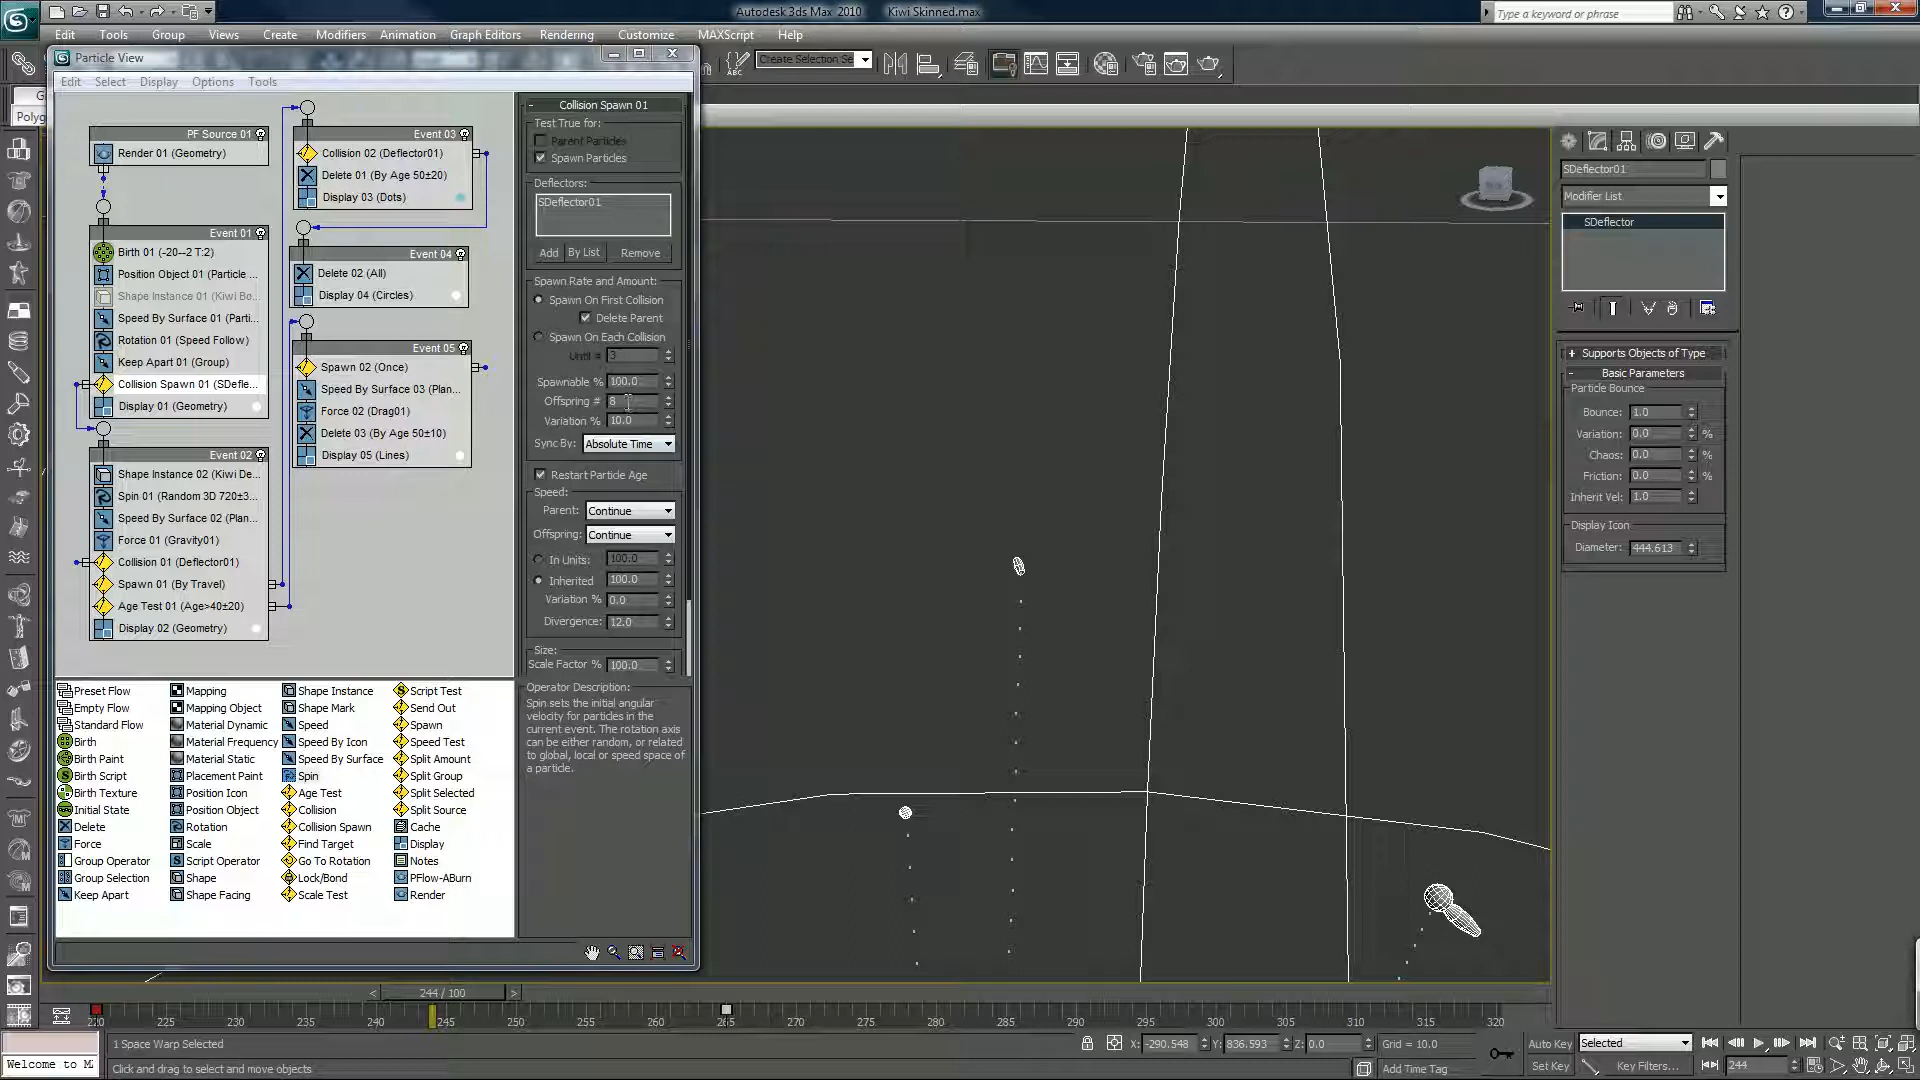 Autodesk 3ds Max 2010 Kiwi Skinned.max
Type a keyword or phrase
Edit Tools Group Views Create Modifiers Animation Graph Editors Rendering Customize MAXScript Help
Particle View
Create Selection Se
Edit Select Display Options Tools
Polyg
PF Source 01
Render 01 (Geometry)
Event 01
Birth 01 (-20--2 T:2)
Position Object 01 (Particle ...
Shape Instance 01 (Kiwi Bo...
Speed By Surface 01 (Parti...
Rotation 01 (Speed Follow)
Keep Apart 01 (Group)
Collision Spawn 01 (SDefle...
Display 01 (Geometry)
Event 02
Shape Instance 02 (Kiwi De...
Spin 01 (Random 3D 720±3...
Speed By Surface 02 (Plan...
Force 01 (Gravity01)
Collision 01 (Deflector01)
Spawn 01 (By Travel)
Age Test 01 (Age>40±20)
Display 02 (Geometry)
Event 03
Collision 02 (Deflector01)
Delete 01 (By Age 50±20)
Display 03 (Dots)
Event 04
Delete 02 (All)
Display 04 (Circles)
Event 05
Spawn 02 (Once)
Speed By Surface 03 (Plan...
Force 02 (Drag01)
Delete 03 (By Age 50±10)
Display 05 (Lines)
- Collision Spawn 01
Test True for:
Parent Particles
Spawn Particles
Deflectors:
SDeflector01
Add By List Remove
Spawn Rate and Amount:
Spawn On First Collision
Delete Parent
Spawn On Each Collision
Until # 3
Spawnable % 100.0
Offspring # 8
Variation % 10.0
Sync By: Absolute Time
Restart Particle Age
Speed:
Parent: Continue
Offspring: Continue
In Units: 100.0
Inherited 100.0
Variation % 0.0
Divergence: 12.0
Size:
Scale Factor % 100.0
Preset Flow
Empty Flow
Standard Flow
Birth
Birth Paint
Birth Script
Birth Texture
Initial State
Delete
Force
Group Operator
Group Selection
Keep Apart
Mapping
Mapping Object
Material Dynamic
Material Frequency
Material Static
Placement Paint
Position Icon
Position Object
Rotation
Scale
Script Operator
Shape
Shape Facing
Shape Instance
Shape Mark
Speed
Speed By Icon
Speed By Surface
Spin
Age Test
Collision
Collision Spawn
Find Target
Go To Rotation
Lock/Bond
Scale Test
Script Test
Send Out
Spawn
Speed Test
Split Amount
Split Group
Split Selected
Split Source
Cache
Display
Notes
PFlow-ABurn
Render
Operator Description:
Spin sets the initial angular
velocity for particles in the
current event. The rotation
axis can be either random, or related
to global, local or speed space of
a particle.
SDeflector01
Modifier List
SDeflector
+ Supports Objects of Type
- Basic Parameters
Particle Bounce
Bounce: 1.0
Variation: 0.0 %
Chaos: 0.0 %
Friction: 0.0 %
Inherit Vel: 1.0
Display Icon
Diameter: 444.613
< 244 / 100 >
220 225 230 235 240 245 250 255 260 265 270 275 280 285 290 295 300 305 310 315 320
1 Space Warp Selected
X: -290.548 Y: 836.593 Z: 0.0 Grid = 10.0 Auto Key Selected
Welcome to M
Click and drag to select and move objects
Add Time Tag Set Key Key Filters... 244